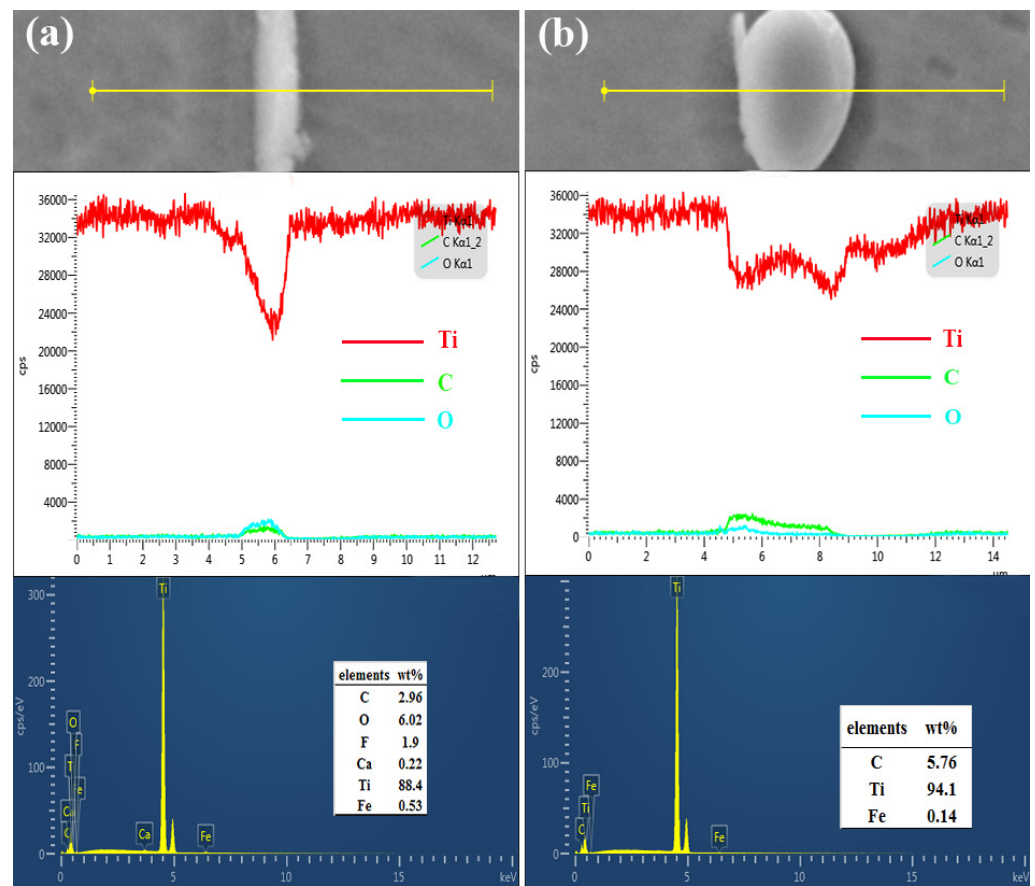 (a)
36000
32000
28000
24000
20000
16000
12000
8000
4000
cps
Ti Kα1
C Kα1_2
O Kα1
Ti
C
O
0 1 2 3 4 5 6 7 8 9 10 11 12
300
200
100
0
cps/eV
Ti
O
F
T
Fe
Ca
C
Ca
Fe
0 5 10 15 keV
elements wt%
C 2.96
O 6.02
F 1.9
Ca 0.22
Ti 88.4
Fe 0.53
(b)
36000
32000
28000
24000
20000
16000
12000
8000
4000
0
cps
Ti Kα1
C Kα1_2
O Kα1
Ti
C
O
0 2 4 6 8 10 12 14
200
100
0
cps/eV
Ti
Fe
Ti
C
Fe
0 5 10 15 keV
elements wt%
C 5.76
Ti 94.1
Fe 0.14